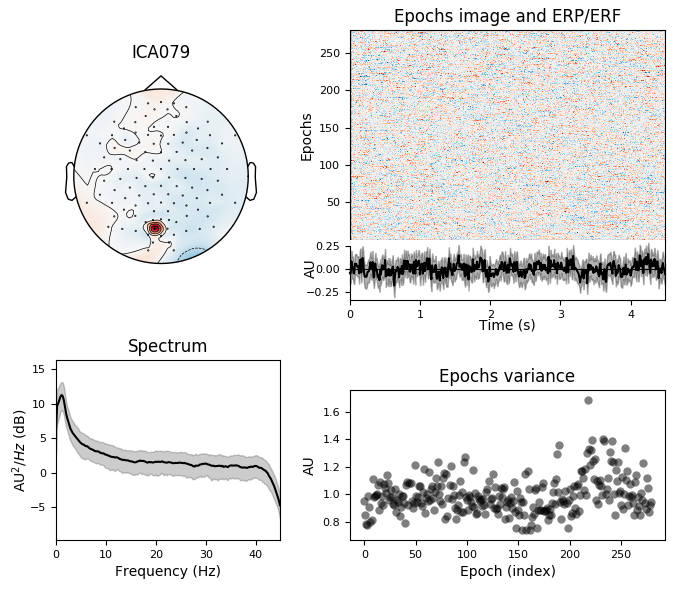 ICA079
Epochs image and ERP/ERF
Epochs
250
200
150
100
50
AU
0.25
0.00
−0.25
0 1 2 3 4
Time (s)
Spectrum
AU²/Hz (dB)
15
10
5
0
−5
0 10 20 30 40
Frequency (Hz)
Epochs variance
AU
1.6
1.4
1.2
1.0
0.8
0 50 100 150 200 250
Epoch (index)